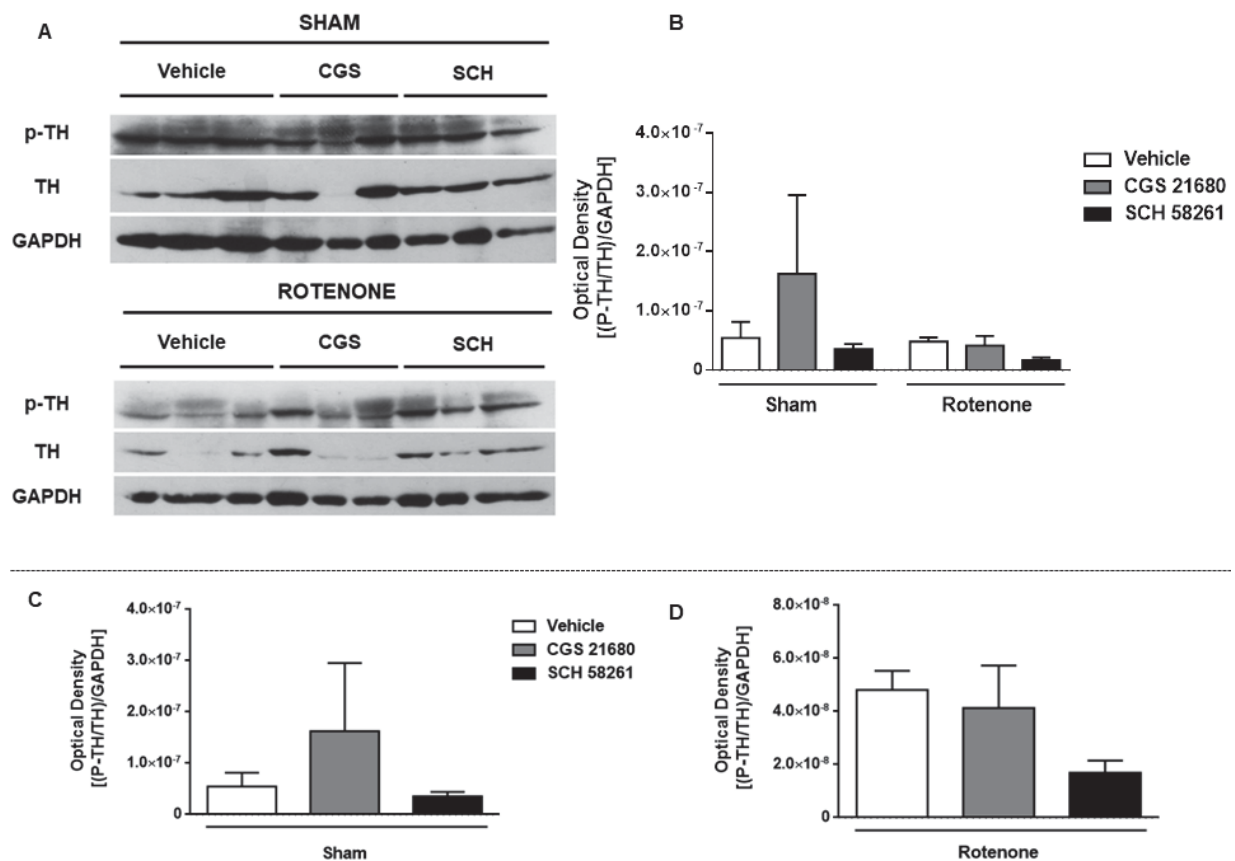 A
SHAM
Vehicle CGS SCH
p-TH
TH
GAPDH
ROTENONE
Vehicle CGS SCH
p-TH
TH
GAPDH
B
Optical Density
[(P-TH/TH)/GAPDH]
4.0×10⁻⁷
3.0×10⁻⁷
2.0×10⁻⁷
1.0×10⁻⁷
0
Sham Rotenone
Vehicle
CGS 21680
SCH 58261
C
Optical Density
[(P-TH/TH)/GAPDH]
4.0×10⁻⁷
3.0×10⁻⁷
2.0×10⁻⁷
1.0×10⁻⁷
0
Sham
Vehicle
CGS 21680
SCH 58261
D
Optical Density
[(P-TH/TH)/GAPDH]
8.0×10⁻⁸
6.0×10⁻⁸
4.0×10⁻⁸
2.0×10⁻⁸
0
Rotenone